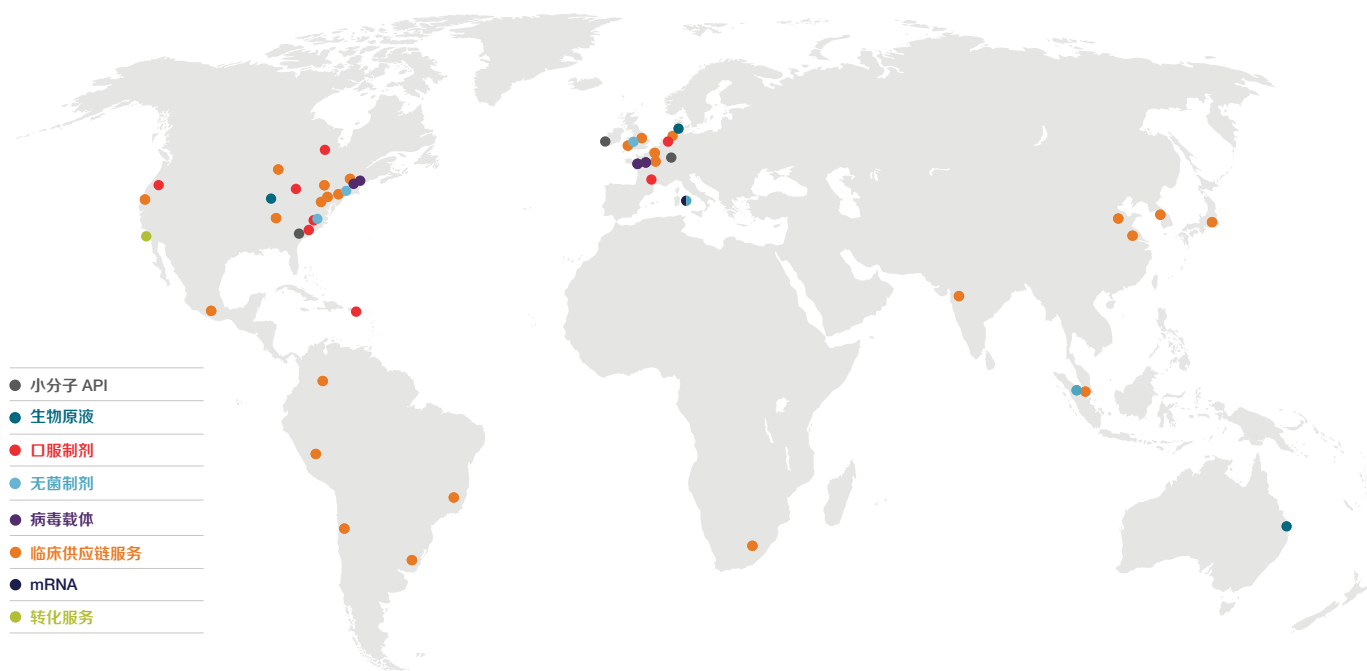 小分子 API
生物原液
口服制剂
无菌制剂
病毒载体
临床供应链服务
mRNA
转化服务